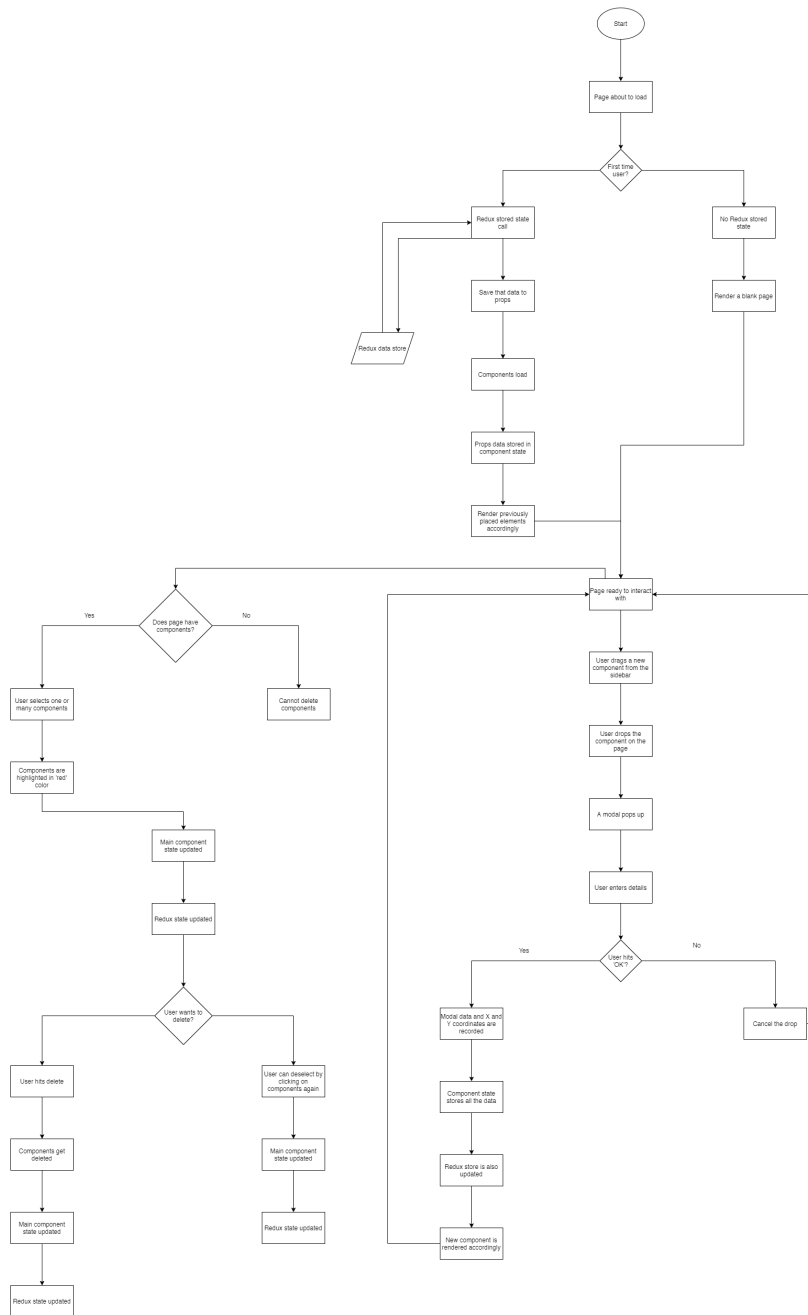 Start
Page about to load
First time
user?
Redux stored state
call
No Redux stored
state
Save that data to
props
Render a blank page
Redux data store
Components load
Props data stored in
component state
Render previously
placed elements
accordingly
Page ready to interact
with
Yes
Does page have
components?
No
User drags a new
component from the
sidebar
User selects one or
many components
Cannot delete
components
User drops the
component on the
page
Components are
highlighted in 'red'
color
A modal pops up
Main component
state updated
User enters details
Redux state updated
Yes
User hits
'OK'?
No
User wants to
delete?
Modal data and X and
Y coordinates are
recorded
Cancel the drop
User hits delete
User can deselect by
clicking on
components again
Component state
stores all the data
Components get
deleted
Main component
state updated
Redux store is also
updated
Main component
state updated
Redux state updated
New component is
rendered accordingly
Redux state updated